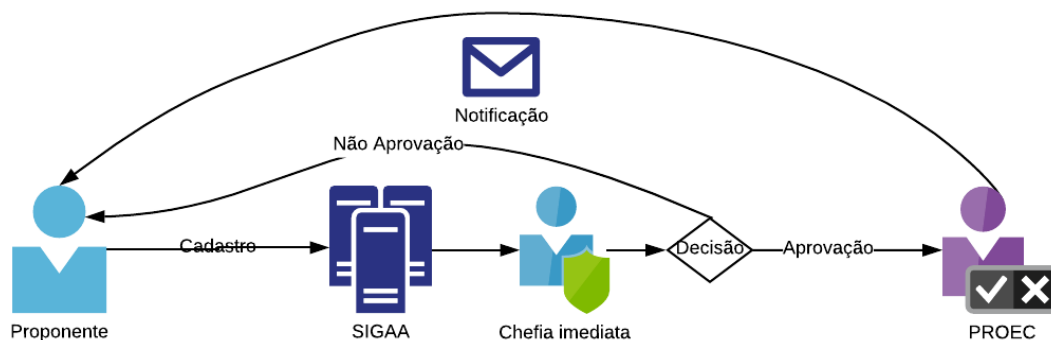 Notificação
Não Aprovação
Cadastro
Decisão
Aprovação
Proponente
SIGAA
Chefia imediata
PROEC